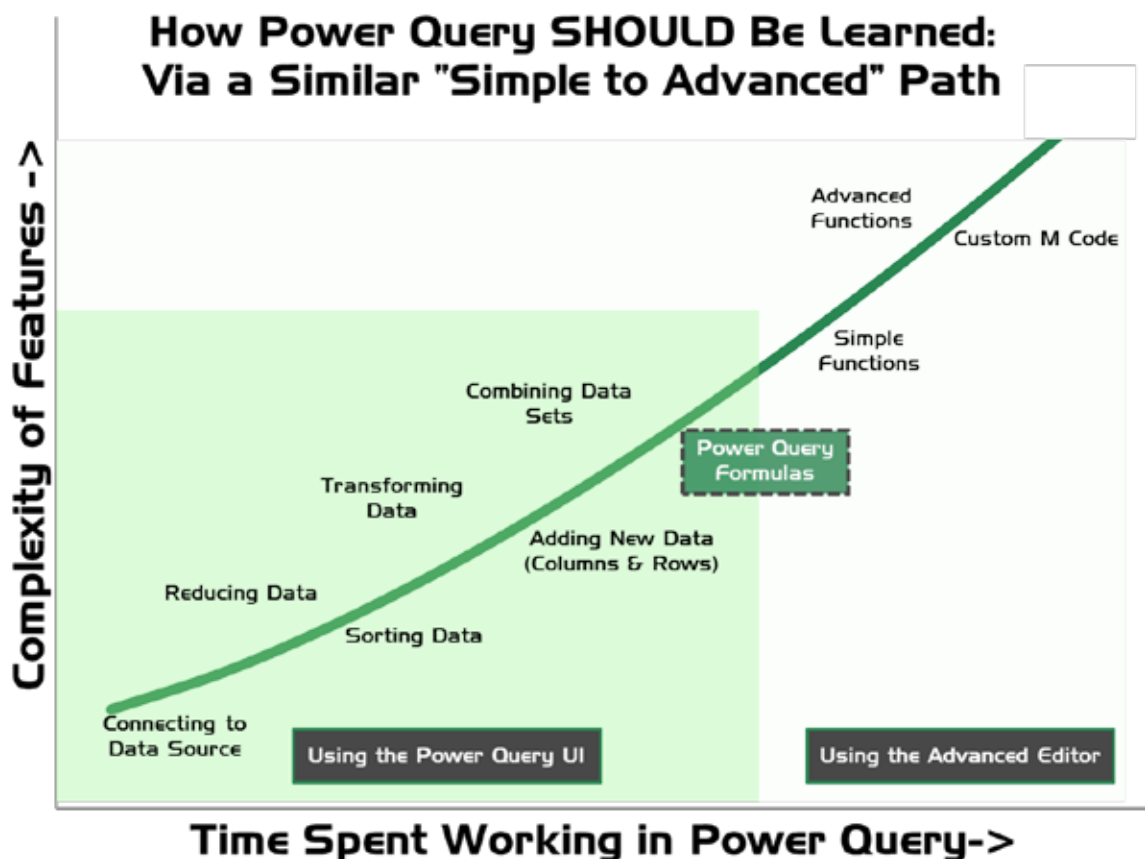 How Power Query SHOULD Be Learned:
Via a Similar "Simple to Advanced" Path
Complexity of Features ->
Advanced
Functions
Custom M Code
Simple
Functions
Combining Data
Sets
Power Query
Formulas
Transforming
Data
Adding New Data
(Columns & Rows)
Reducing Data
Sorting Data
Connecting to
Data Source
Using the Power Query UI
Using the Advanced Editor
Time Spent Working in Power Query->